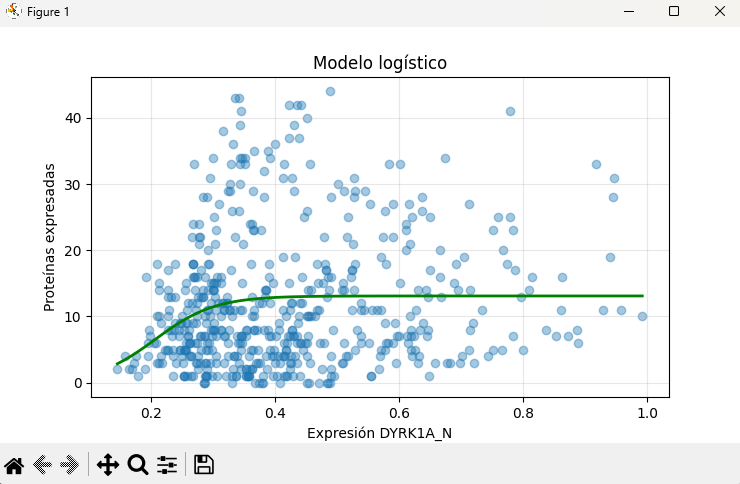 Figure 1
Modelo logístico
Proteínas expresadas
40
30
20
10
0
0.2 0.4 0.6 0.8 1.0
Expresión DYRK1A_N